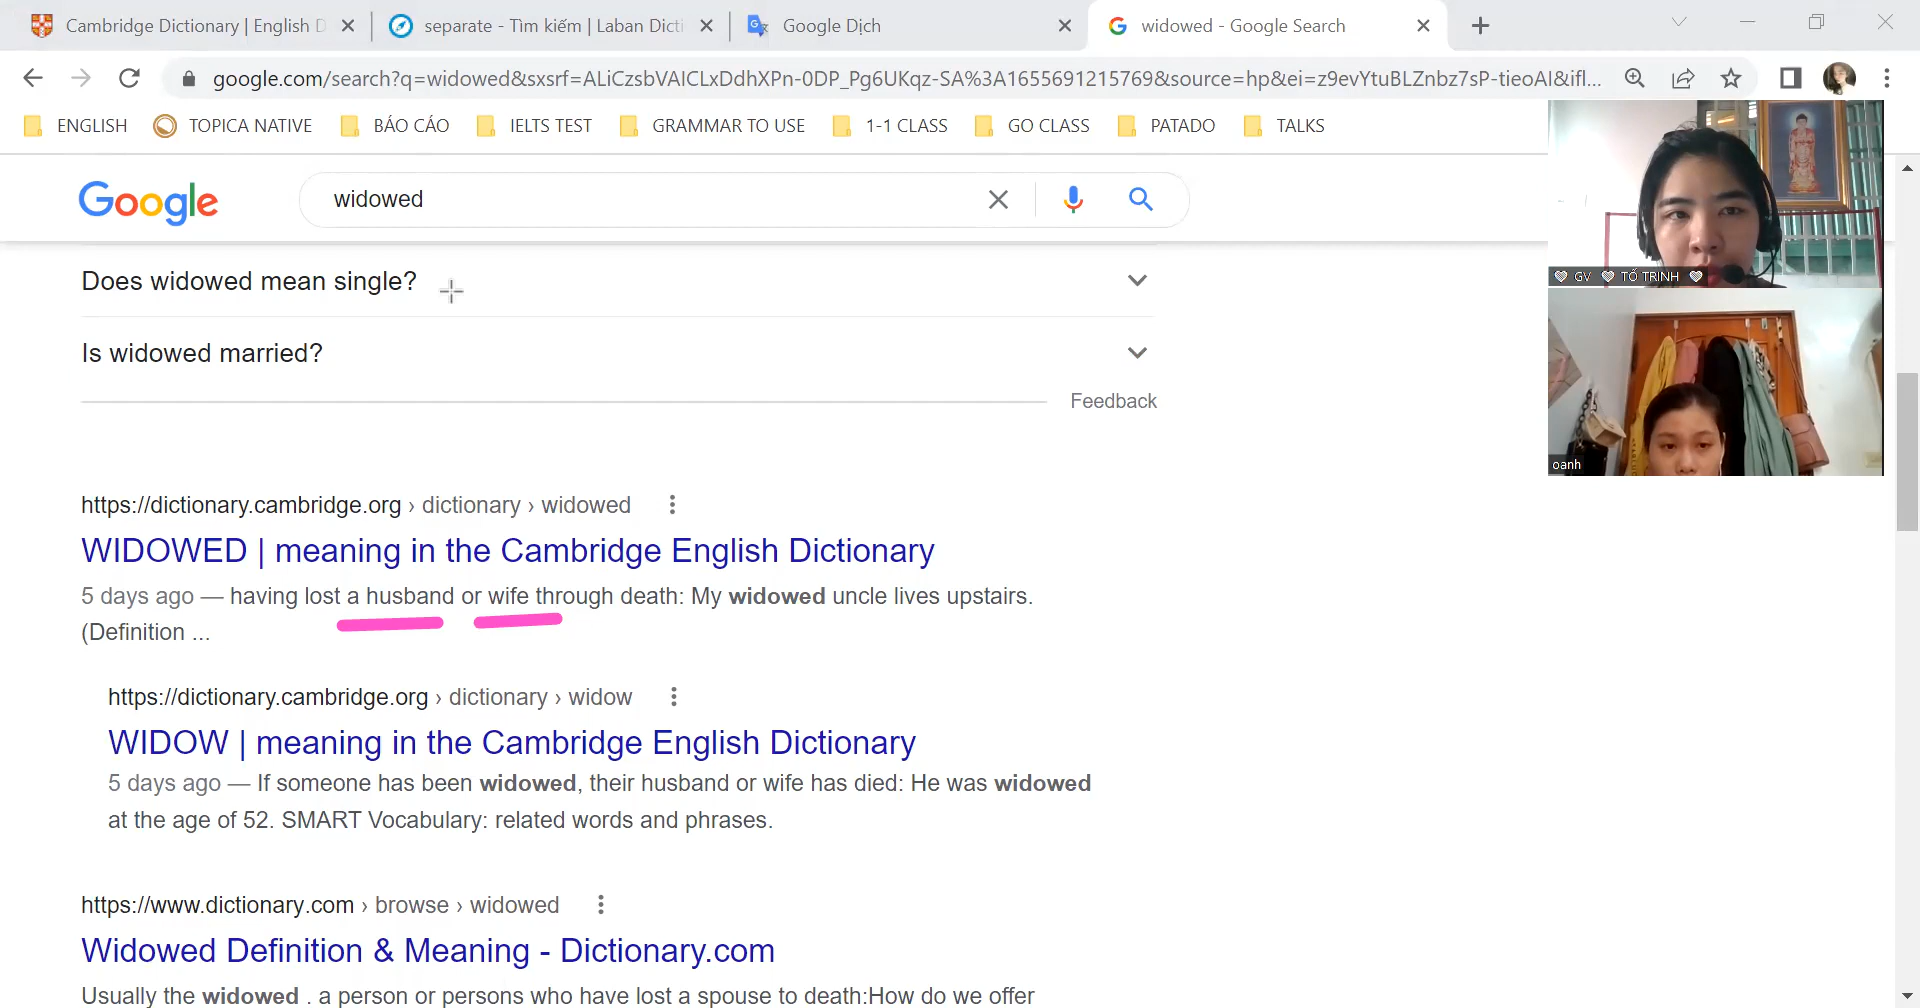 Cambridge Dictionary | English D
separate - Tìm kiếm | Laban Dicti
Google Dịch
widowed - Google Search
google.com/search?q=widowed&sxsrf=ALiCzsbVAICLxDdhXPn-0DP_Pg6UKqz-SA%3A1655691215769&source=hp&ei=z9evYtuBLZnbz7sP-tieoAI&ifl...
ENGLISH
TOPICA NATIVE
BÁO CÁO
IELTS TEST
GRAMMAR TO USE
1-1 CLASS
GO CLASS
PATADO
TALKS
Google
widowed
GV TỐ TRINH
Does widowed mean single?
Is widowed married?
Feedback
oanh
https://dictionary.cambridge.org › dictionary › widowed
WIDOWED | meaning in the Cambridge English Dictionary
5 days ago — having lost a husband or wife through death: My widowed uncle lives upstairs.
(Definition ...
https://dictionary.cambridge.org › dictionary › widow
WIDOW | meaning in the Cambridge English Dictionary
5 days ago — If someone has been widowed, their husband or wife has died: He was widowed
at the age of 52. SMART Vocabulary: related words and phrases.
https://www.dictionary.com › browse › widowed
Widowed Definition & Meaning - Dictionary.com
Usually the widowed . a person or persons who have lost a spouse to death:How do we offer